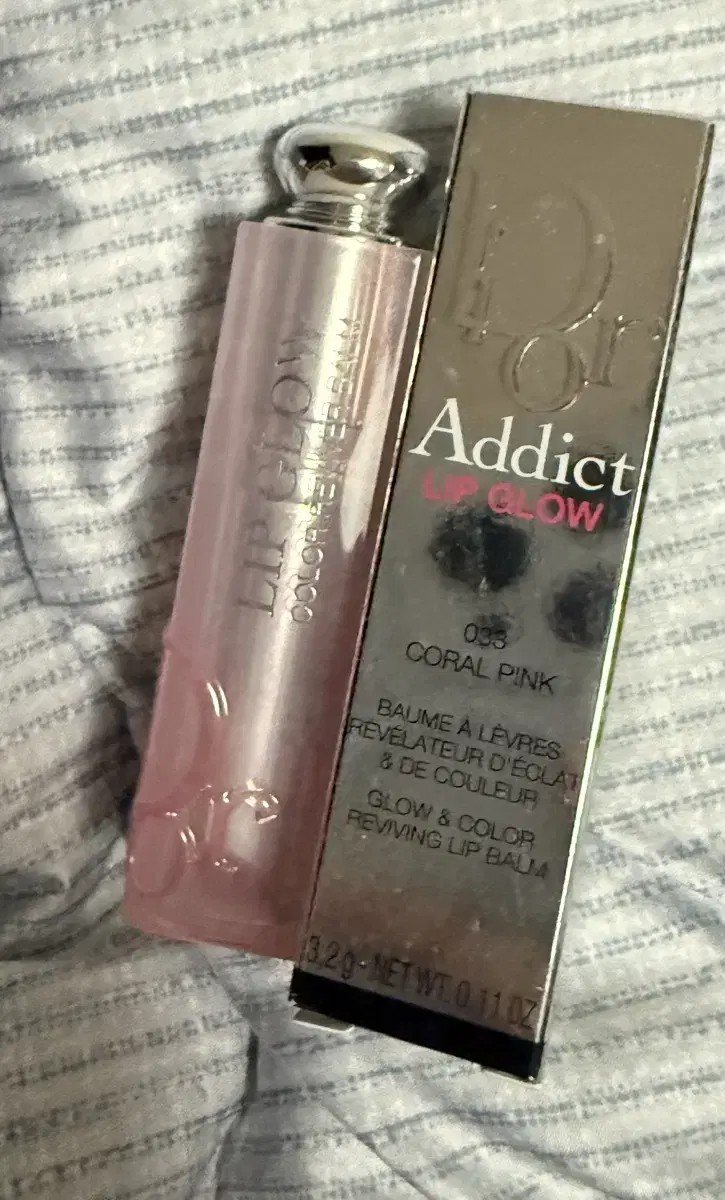 LIP GLOW
COLOR REVIVER BALM
Dior
Dior
Addict
LIP GLOW
033
CORAL PINK
BAUME À LÈVRES
RÉVÉLATEUR D'ÉCLAT
& DE COULEUR
GLOW & COLOR
REVIVING LIP BALM
3,2 g - NET WT. 0.11 OZ